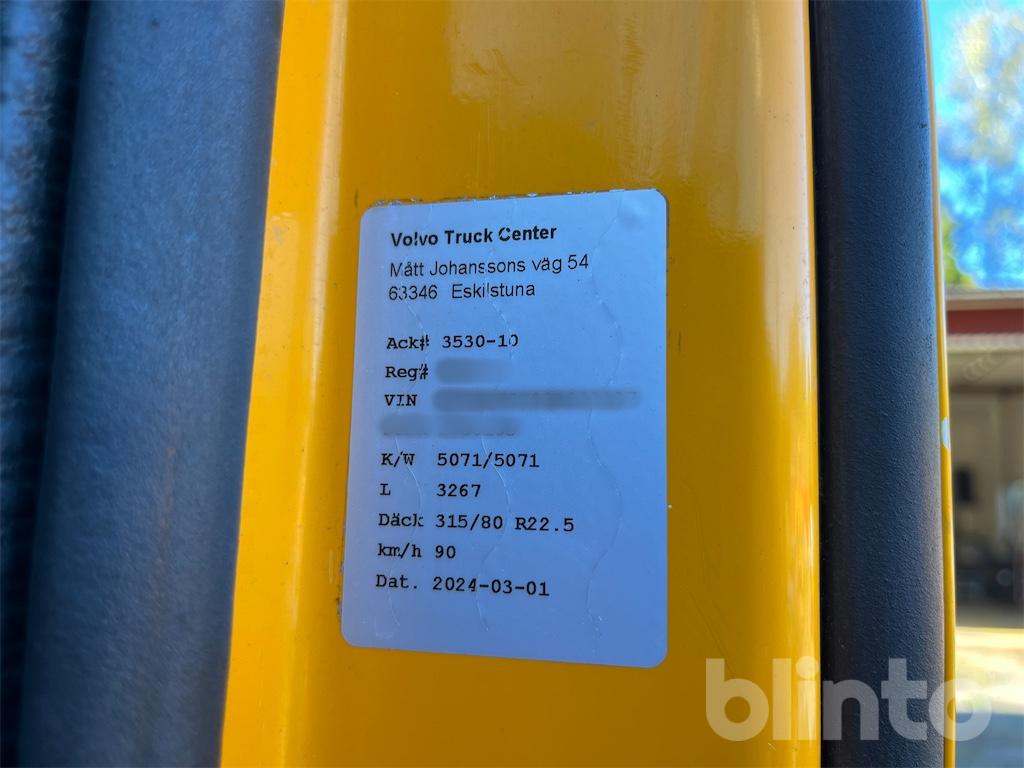 Volvo Truck Center
Mått Johanssons väg 54
63346 Eskilstuna
Ack# 3530-10
Reg#
VIN
K/W 5071/5071
L 3267
Däck 315/80 R22.5
km/h 90
Dat. 2024-03-01
blinto